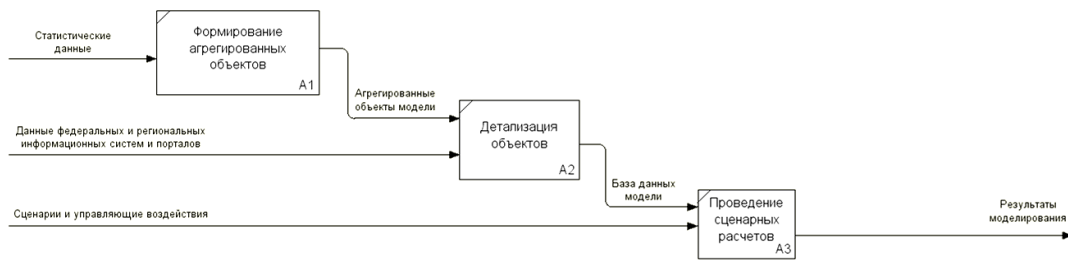 Статистические
данные
Формирование
агрегированных
объектов
A1
Агрегированные
объекты модели
Данные федеральных и региональных
информационных систем и порталов
Детализация
объектов
A2
База данных
модели
Сценарии и управляющие воздействия
Проведение
сценарных
расчетов
A3
Результаты
моделирования